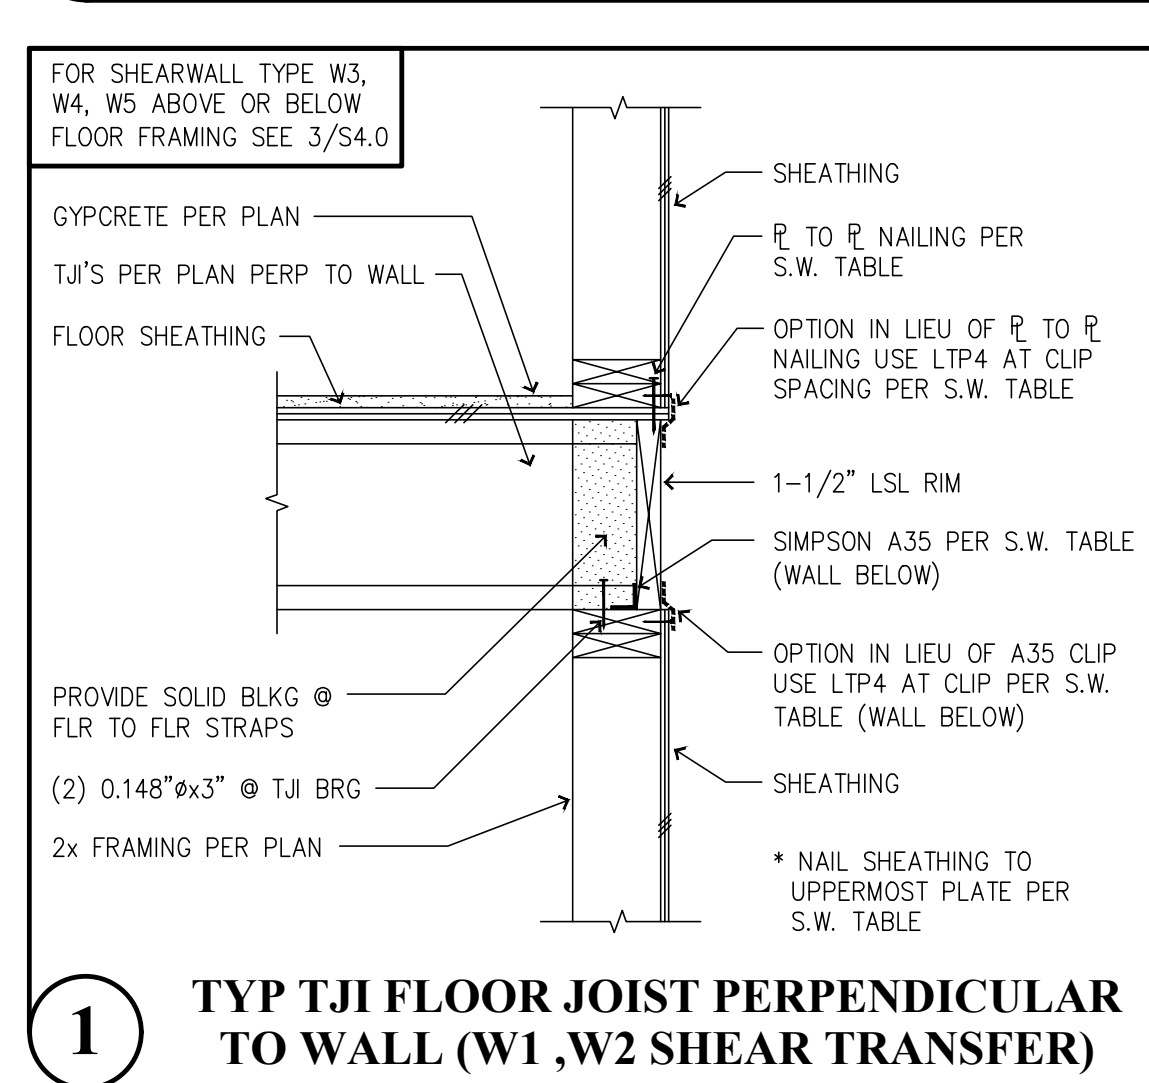 FOR SHEARWALL TYPE W3,
W4, W5 ABOVE OR BELOW
FLOOR FRAMING SEE 3/S4.0
GYPCRETE PER PLAN
TJI'S PER PLAN PERP TO WALL
FLOOR SHEATHING
PROVIDE SOLID BLKG @
FLR TO FLR STRAPS
(2) 0.148"øx3" @ TJI BRG
2x FRAMING PER PLAN
SHEATHING
PL TO PL NAILING PER
S.W. TABLE
OPTION IN LIEU OF PL TO PL
NAILING USE LTP4 AT CLIP
SPACING PER S.W. TABLE
1-1/2" LSL RIM
SIMPSON A35 PER S.W. TABLE
(WALL BELOW)
OPTION IN LIEU OF A35 CLIP
USE LTP4 AT CLIP PER S.W.
TABLE (WALL BELOW)
SHEATHING
* NAIL SHEATHING TO
UPPERMOST PLATE PER
S.W. TABLE
1
TYP TJI FLOOR JOIST PERPENDICULAR
TO WALL (W1 ,W2 SHEAR TRANSFER)